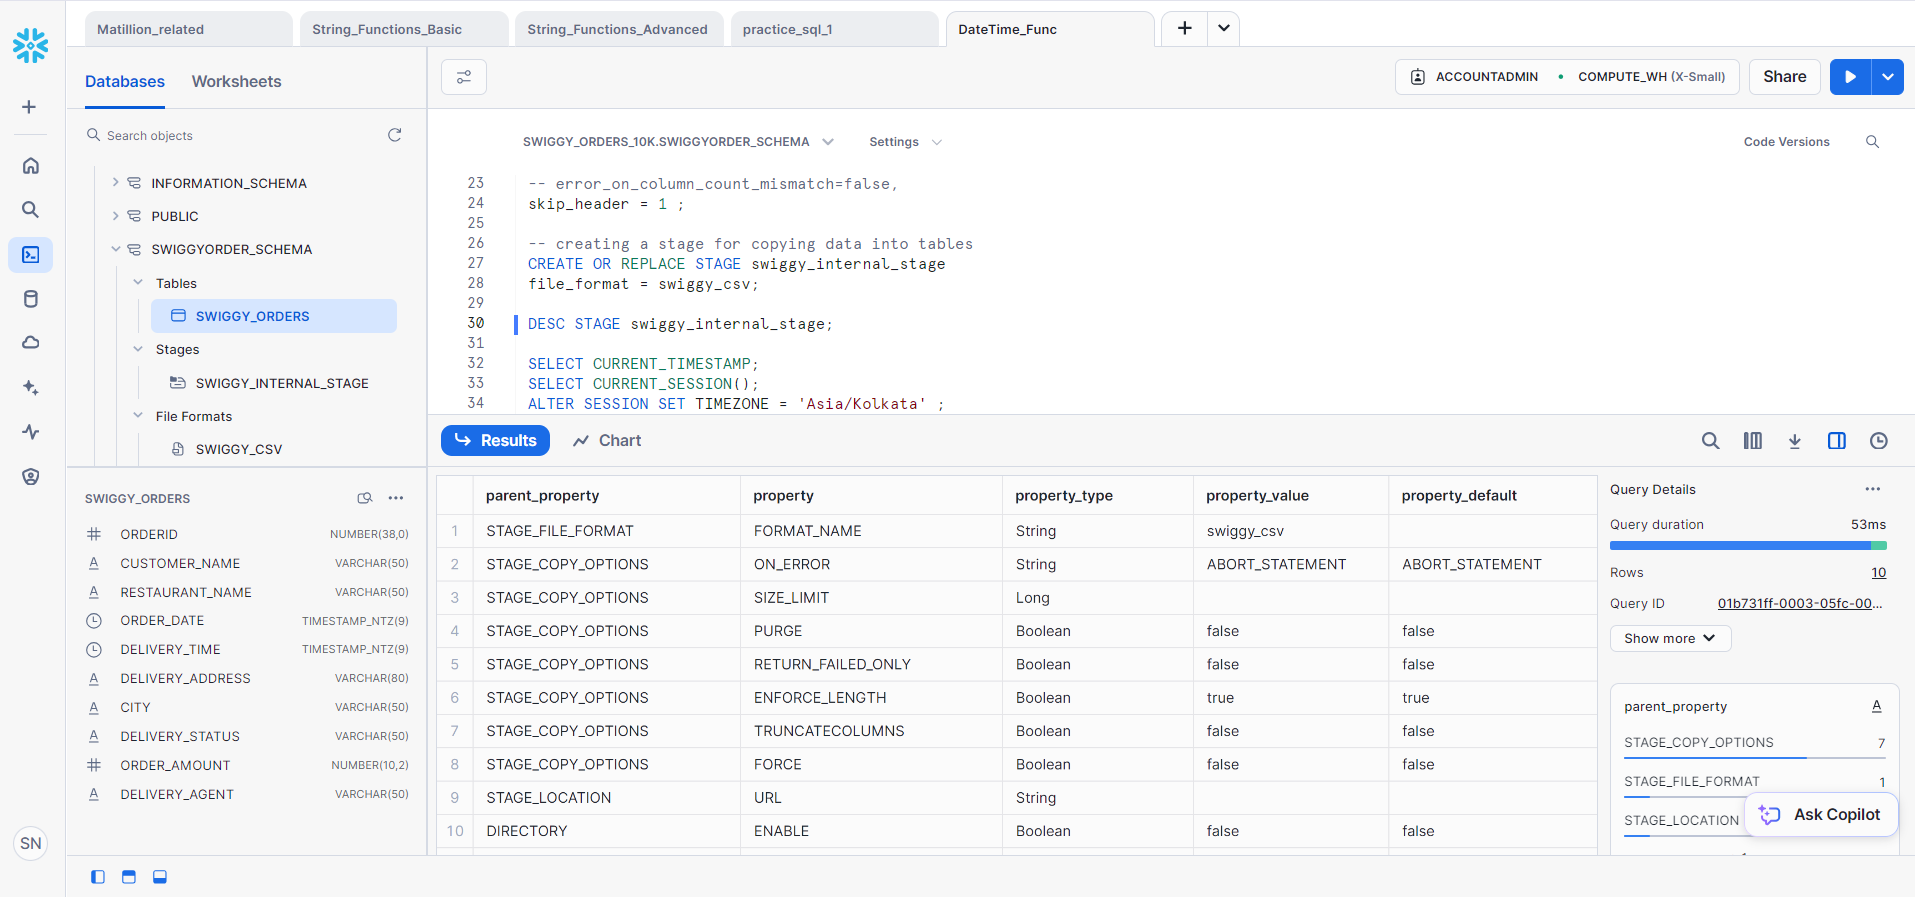 Matillion_related
String_Functions_Basic
String_Functions_Advanced
practice_sql_1
DateTime_Func
Databases
Worksheets
ACCOUNTADMIN
COMPUTE_WH (X-Small)
Share
Search objects
INFORMATION_SCHEMA
PUBLIC
SWIGGYORDER_SCHEMA
Tables
SWIGGY_ORDERS
Stages
SWIGGY_INTERNAL_STAGE
File Formats
SWIGGY_CSV
SWIGGY_ORDERS
ORDERID NUMBER(38,0)
CUSTOMER_NAME VARCHAR(50)
RESTAURANT_NAME VARCHAR(50)
ORDER_DATE TIMESTAMP_NTZ(9)
DELIVERY_TIME TIMESTAMP_NTZ(9)
DELIVERY_ADDRESS VARCHAR(80)
CITY VARCHAR(50)
DELIVERY_STATUS VARCHAR(50)
ORDER_AMOUNT NUMBER(10,2)
DELIVERY_AGENT VARCHAR(50)
SN
SWIGGY_ORDERS_10K.SWIGGYORDER_SCHEMA
Settings
Code Versions
23 -- error_on_column_count_mismatch=false,
24 skip_header = 1 ;
25
26 -- creating a stage for copying data into tables
27 CREATE OR REPLACE STAGE swiggy_internal_stage
28 file_format = swiggy_csv;
29
30 DESC STAGE swiggy_internal_stage;
31
32 SELECT CURRENT_TIMESTAMP;
33 SELECT CURRENT_SESSION();
34 ALTER SESSION SET TIMEZONE = 'Asia/Kolkata' ;
Results
Chart
parent_property property property_type property_value property_default
1 STAGE_FILE_FORMAT FORMAT_NAME String swiggy_csv
2 STAGE_COPY_OPTIONS ON_ERROR String ABORT_STATEMENT ABORT_STATEMENT
3 STAGE_COPY_OPTIONS SIZE_LIMIT Long
4 STAGE_COPY_OPTIONS PURGE Boolean false false
5 STAGE_COPY_OPTIONS RETURN_FAILED_ONLY Boolean false false
6 STAGE_COPY_OPTIONS ENFORCE_LENGTH Boolean true true
7 STAGE_COPY_OPTIONS TRUNCATECOLUMNS Boolean false false
8 STAGE_COPY_OPTIONS FORCE Boolean false false
9 STAGE_LOCATION URL String
10 DIRECTORY ENABLE Boolean false false
Query Details
Query duration 53ms
Rows 10
Query ID 01b731ff-0003-05fc-00...
Show more
parent_property A
STAGE_COPY_OPTIONS 7
STAGE_FILE_FORMAT 1
STAGE_LOCATION
Ask Copilot